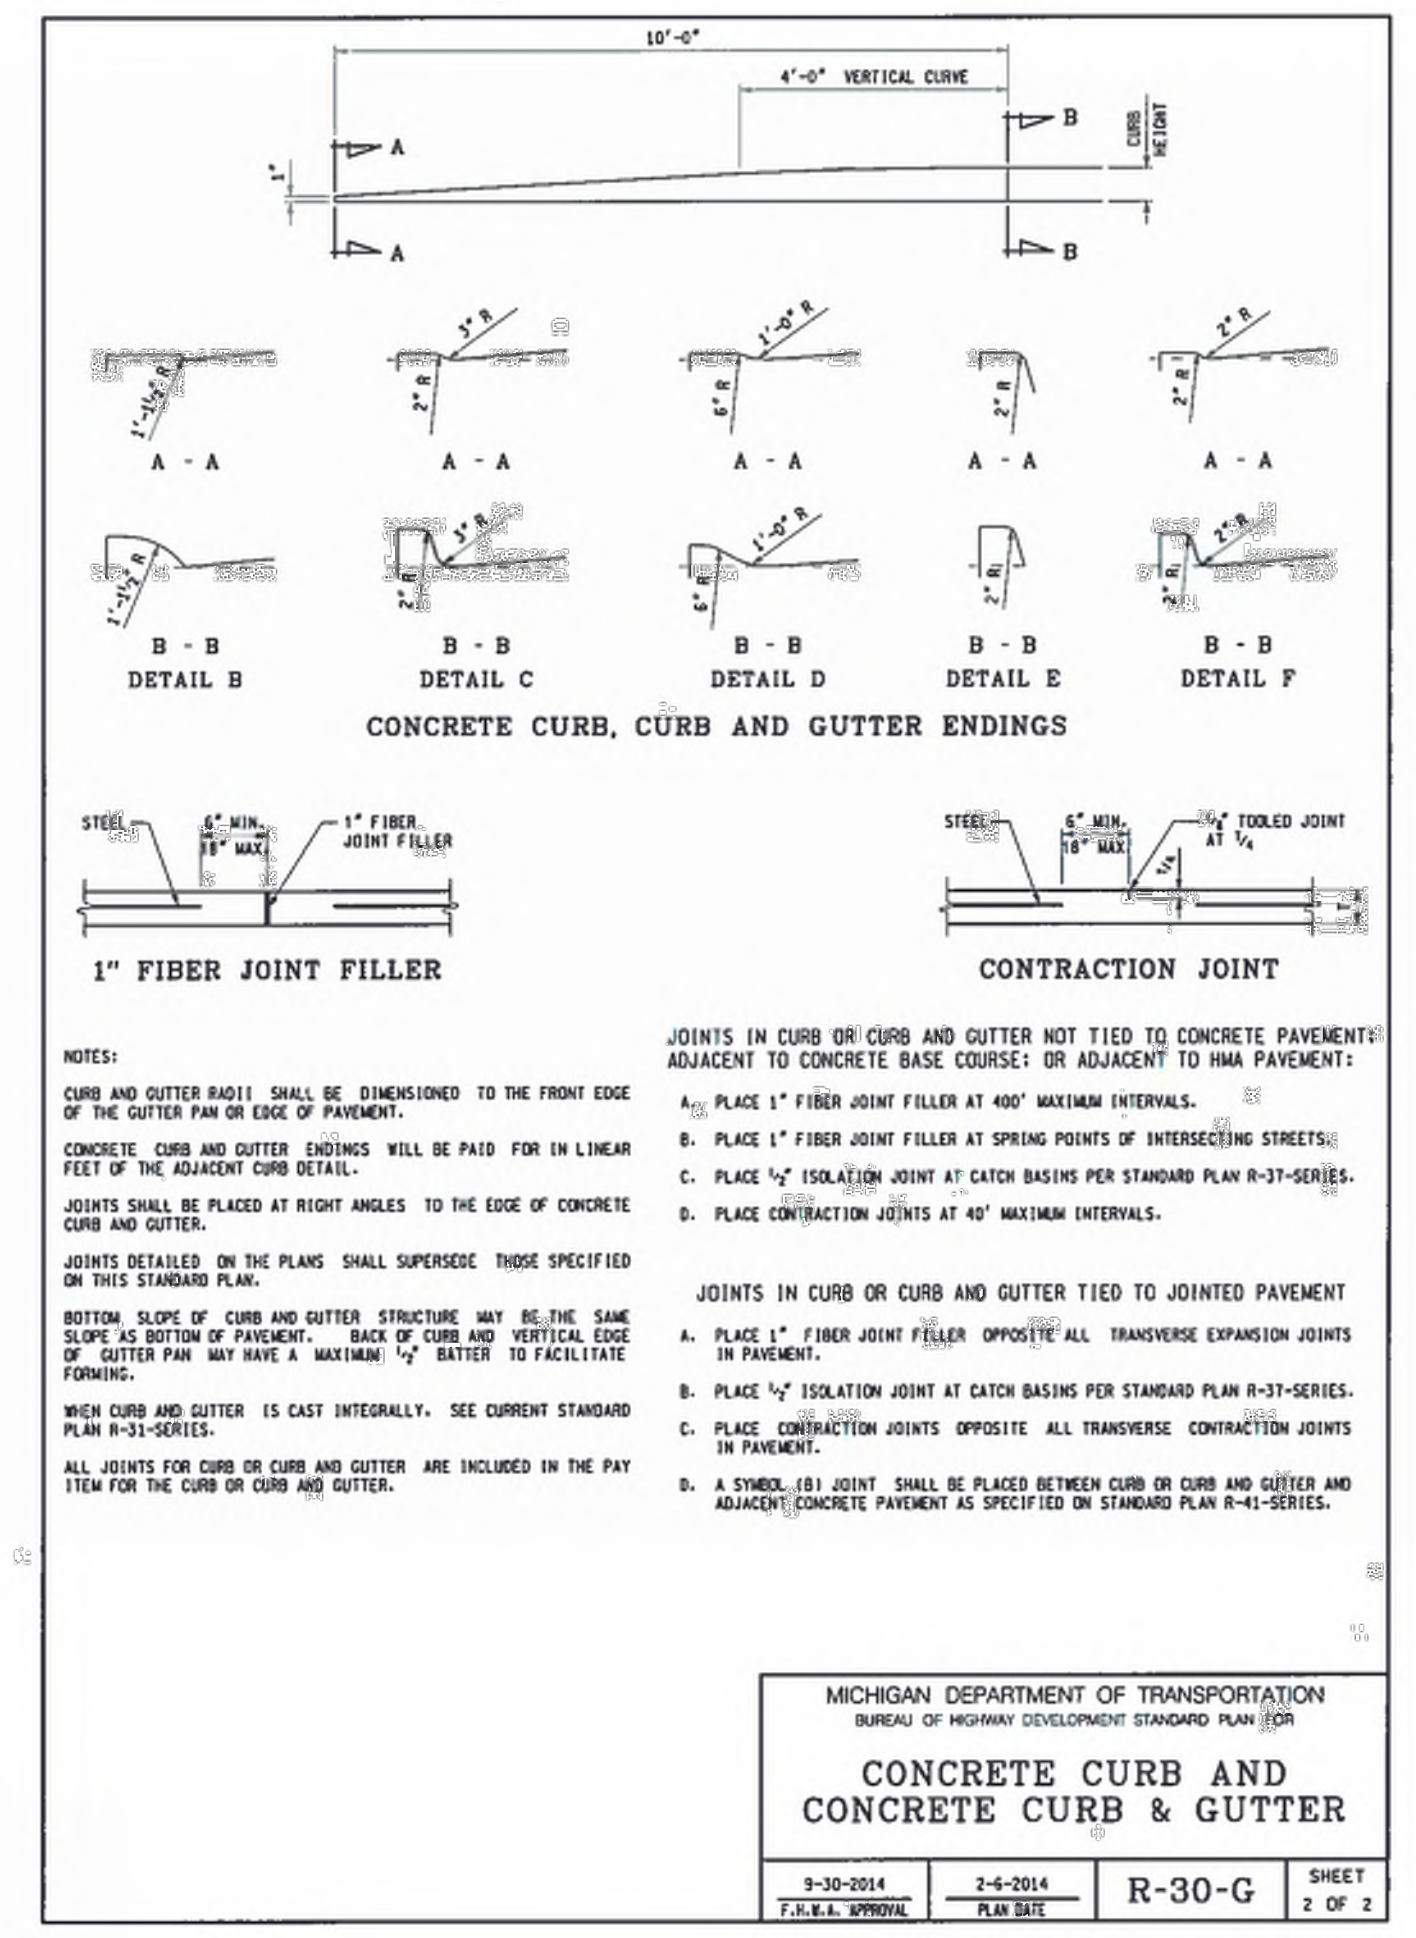 10'-0"
4'-0" VERTICAL CURVE
B
CURB
HEIGHT
A
1"
A
B
3" R
1'-0" R
2" R
1'-1½" R
2" R
6" R
2" R
2" R
A - A
A - A
A - A
A - A
A - A
3" R
1'-0" R
2" R
1'-1½" R
2" R
6" R
2" R
2" R
B - B
B - B
B - B
B - B
B - B
DETAIL B
DETAIL C
DETAIL D
DETAIL E
DETAIL F
CONCRETE CURB, CURB AND GUTTER ENDINGS
STEEL
6" MIN.
18" MAX.
1" FIBER
JOINT FILLER
1" FIBER JOINT FILLER
STEEL
6" MIN.
18" MAX
TOOLED JOINT
AT T/4
T/4
T
CONTRACTION JOINT
NOTES:
CURB AND GUTTER RADII SHALL BE DIMENSIONED TO THE FRONT EDGE
OF THE GUTTER PAN OR EDGE OF PAVEMENT.
CONCRETE CURB AND GUTTER ENDINGS WILL BE PAID FOR IN LINEAR
FEET OF THE ADJACENT CURB DETAIL.
JOINTS SHALL BE PLACED AT RIGHT ANGLES TO THE EDGE OF CONCRETE
CURB AND GUTTER.
JOINTS DETAILED ON THE PLANS SHALL SUPERSEDE THOSE SPECIFIED
ON THIS STANDARD PLAN.
BOTTOM SLOPE OF CURB AND GUTTER STRUCTURE MAY BE THE SAME
SLOPE AS BOTTOM OF PAVEMENT. BACK OF CURB AND VERTICAL EDGE
OF GUTTER PAN MAY HAVE A MAXIMUM ½" BATTER TO FACILITATE
FORMING.
WHEN CURB AND GUTTER IS CAST INTEGRALLY, SEE CURRENT STANDARD
PLAN R-31-SERIES.
ALL JOINTS FOR CURB OR CURB AND GUTTER ARE INCLUDED IN THE PAY
ITEM FOR THE CURB OR CURB AND GUTTER.
JOINTS IN CURB OR CURB AND GUTTER NOT TIED TO CONCRETE PAVEMENT;
ADJACENT TO CONCRETE BASE COURSE; OR ADJACENT TO HMA PAVEMENT:
A. PLACE 1" FIBER JOINT FILLER AT 400' MAXIMUM INTERVALS.
B. PLACE 1" FIBER JOINT FILLER AT SPRING POINTS OF INTERSECTING STREETS.
C. PLACE ½" ISOLATION JOINT AT CATCH BASINS PER STANDARD PLAN R-37-SERIES.
D. PLACE CONTRACTION JOINTS AT 40' MAXIMUM INTERVALS.
JOINTS IN CURB OR CURB AND GUTTER TIED TO JOINTED PAVEMENT
A. PLACE 1" FIBER JOINT FILLER OPPOSITE ALL TRANSVERSE EXPANSION JOINTS
IN PAVEMENT.
B. PLACE ½" ISOLATION JOINT AT CATCH BASINS PER STANDARD PLAN R-37-SERIES.
C. PLACE CONTRACTION JOINTS OPPOSITE ALL TRANSVERSE CONTRACTION JOINTS
IN PAVEMENT.
D. A SYMBOL (B) JOINT SHALL BE PLACED BETWEEN CURB OR CURB AND GUTTER AND
ADJACENT CONCRETE PAVEMENT AS SPECIFIED ON STANDARD PLAN R-41-SERIES.
MICHIGAN DEPARTMENT OF TRANSPORTATION
BUREAU OF HIGHWAY DEVELOPMENT STANDARD PLAN FOR
CONCRETE CURB AND
CONCRETE CURB & GUTTER
9-30-2014
F.H.W.A. APPROVAL
2-6-2014
PLAN DATE
R-30-G
SHEET
2 OF 2